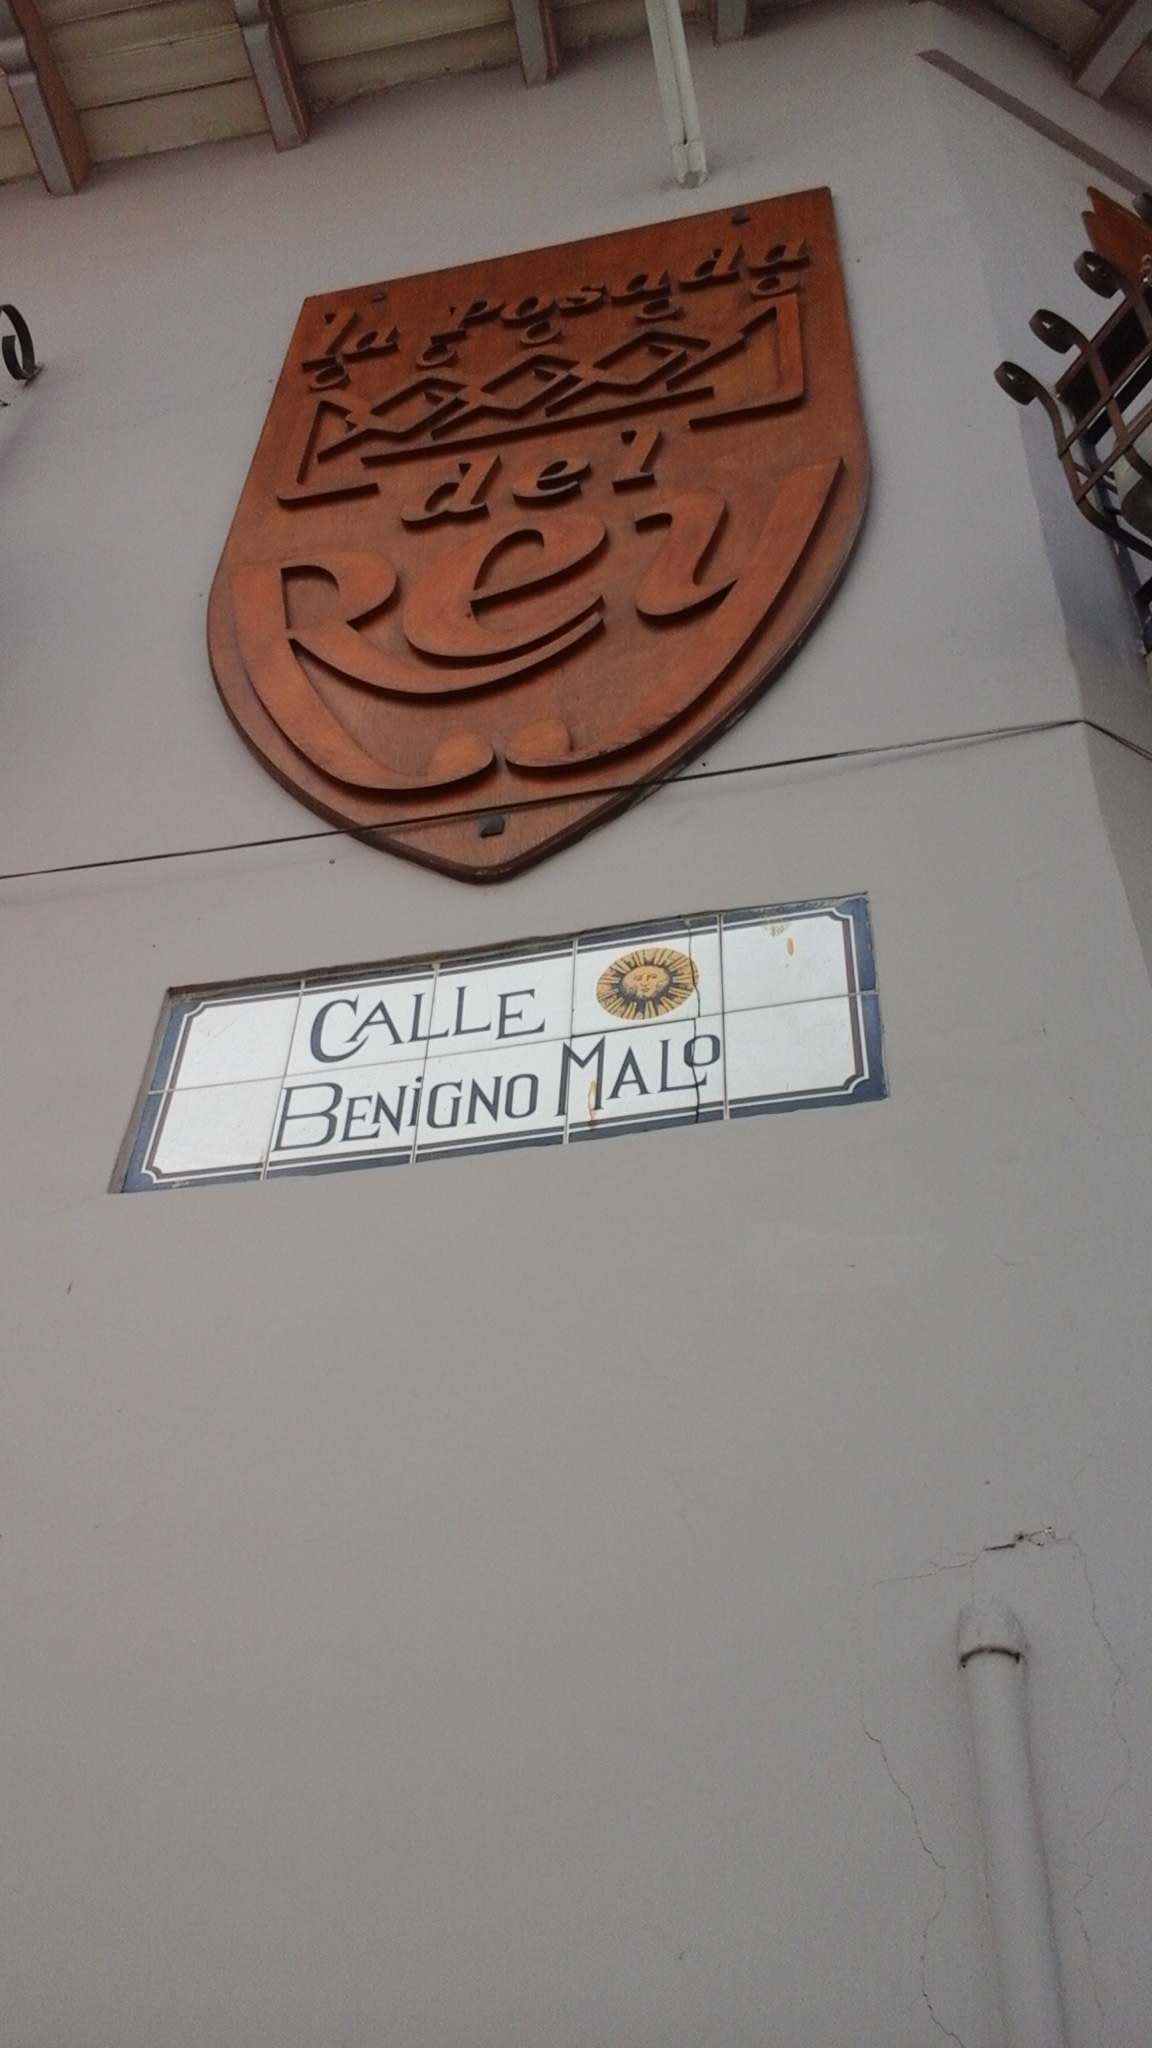 la Posada
del
Rey
CALLE
BENiGNO MALO